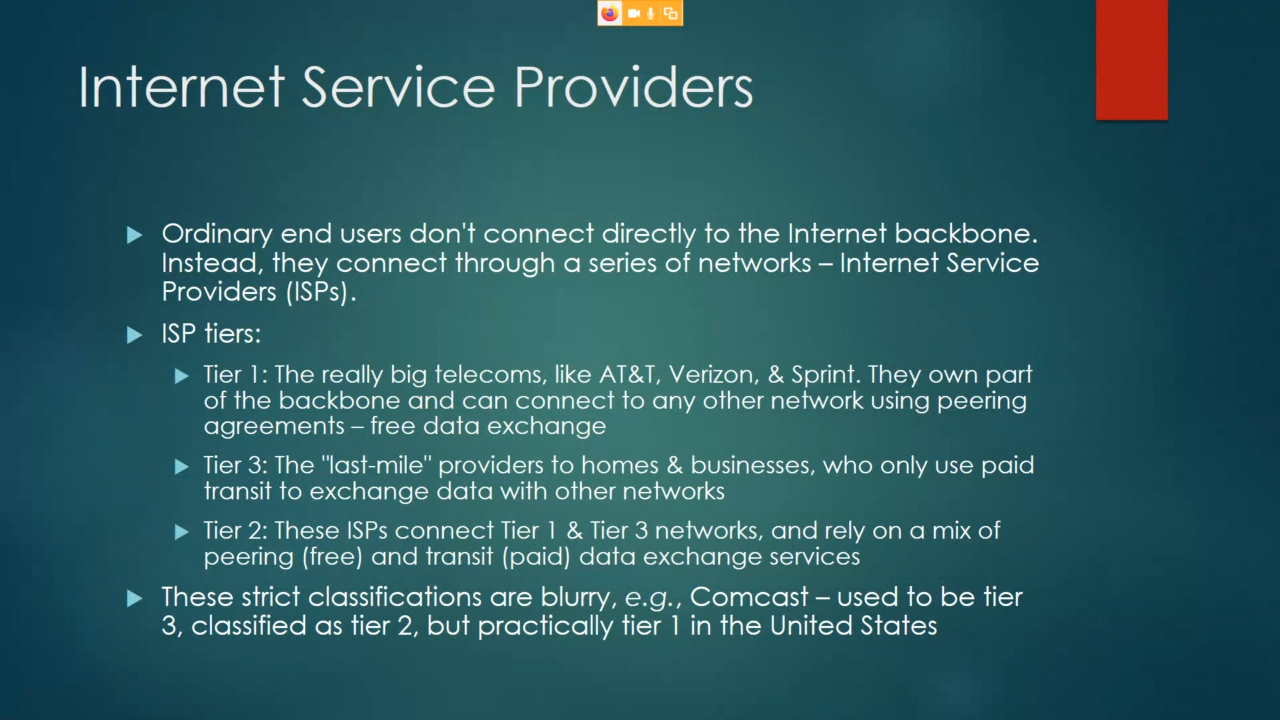 Internet Service Providers
Ordinary end users don't connect directly to the Internet backbone.
Instead, they connect through a series of networks – Internet Service
Providers (ISPs).
ISP tiers:
Tier 1: The really big telecoms, like AT&T, Verizon, & Sprint. They own part
of the backbone and can connect to any other network using peering
agreements – free data exchange
Tier 3: The "last-mile" providers to homes & businesses, who only use paid
transit to exchange data with other networks
Tier 2: These ISPs connect Tier 1 & Tier 3 networks, and rely on a mix of
peering (free) and transit (paid) data exchange services
These strict classifications are blurry, e.g., Comcast – used to be tier
3, classified as tier 2, but practically tier 1 in the United States